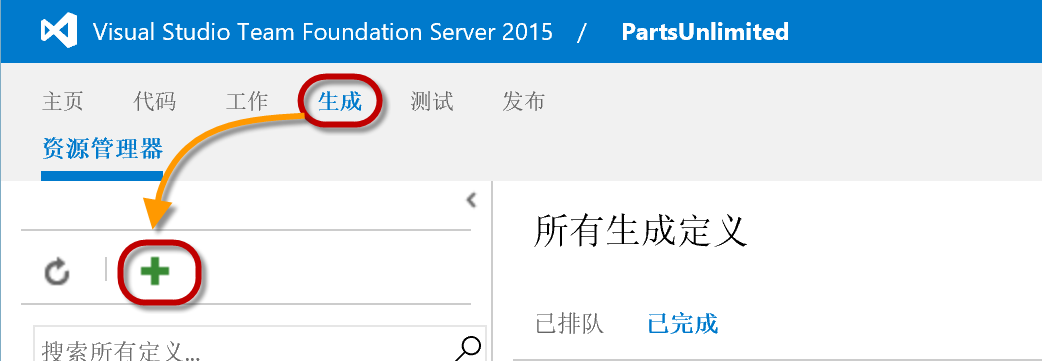 Visual Studio Team Foundation Server 2015 / PartsUnlimited
主页 代码 工作 生成 测试 发布
资源管理器
所有生成定义
已排队 已完成
搜索所有定义...